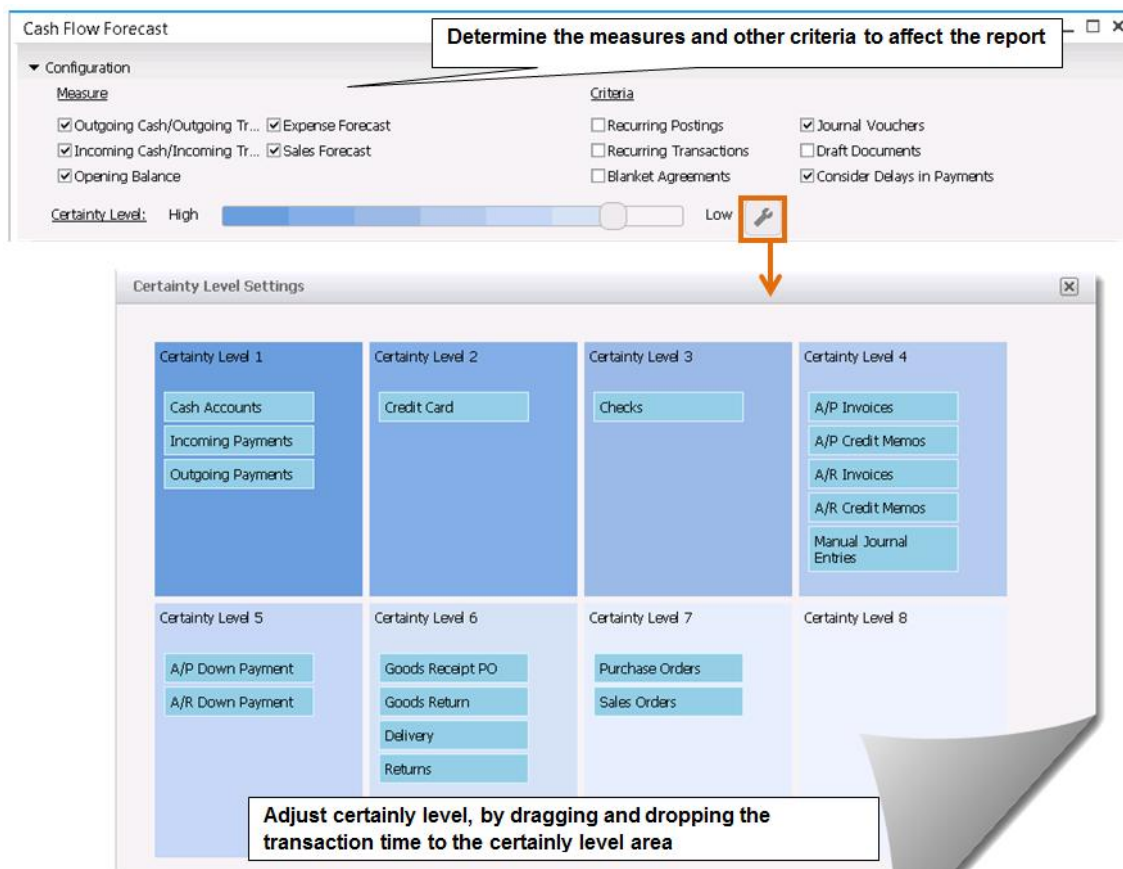 Cash Flow Forecast
Determine the measures and other criteria to affect the report
Configuration
Measure
Criteria
Outgoing Cash/Outgoing Tr... Expense Forecast
Recurring Postings
Journal Vouchers
Incoming Cash/Incoming Tr... Sales Forecast
Recurring Transactions
Draft Documents
Opening Balance
Blanket Agreements
Consider Delays in Payments
Certainty Level: High
Low
Certainty Level Settings
Certainty Level 1
Cash Accounts
Incoming Payments
Outgoing Payments
Certainty Level 2
Credit Card
Certainty Level 3
Checks
Certainty Level 4
A/P Invoices
A/P Credit Memos
A/R Invoices
A/R Credit Memos
Manual Journal
Entries
Certainty Level 5
A/P Down Payment
A/R Down Payment
Certainty Level 6
Goods Receipt PO
Goods Return
Delivery
Returns
Certainty Level 7
Purchase Orders
Sales Orders
Certainty Level 8
Adjust certainly level, by dragging and dropping the
transaction time to the certainly level area